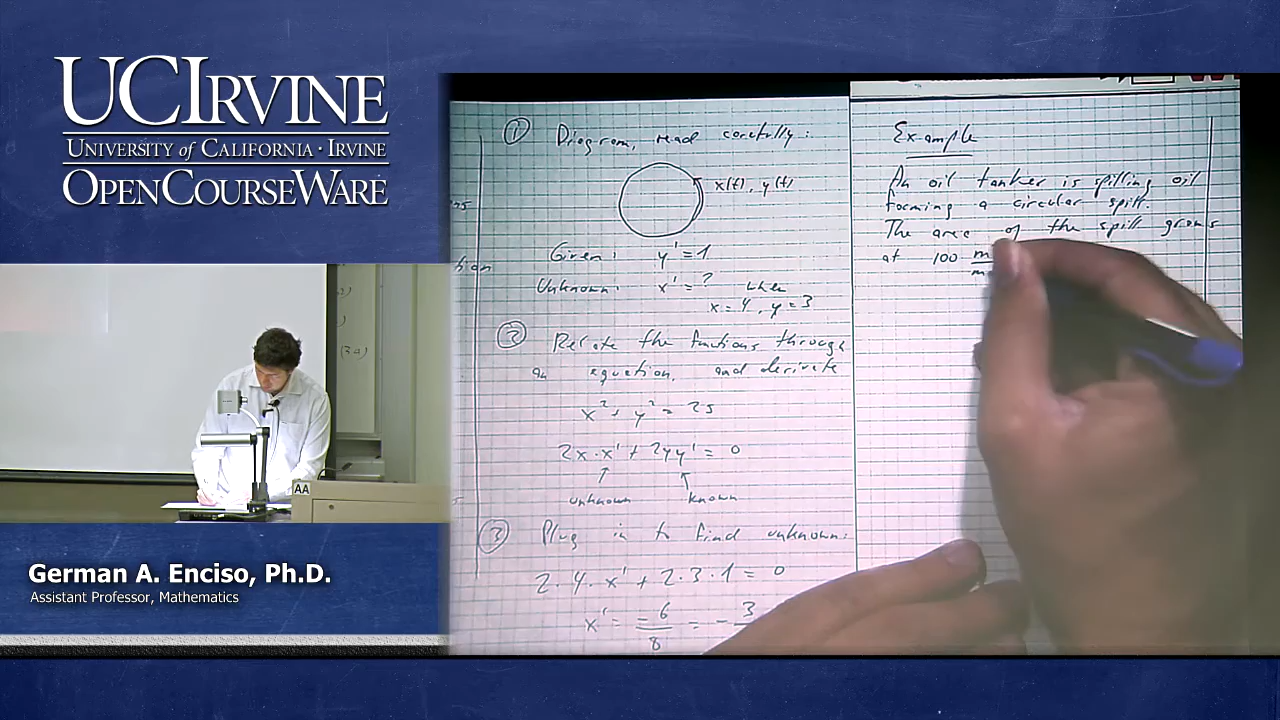 UCIRVINE
UNIVERSITY of CALIFORNIA · IRVINE
OPENCOURSEWARE
AA
German A. Enciso, Ph.D.
Assistant Professor, Mathematics
① Diagram, read carefully:
x(t), y(t)
Given: y' = 1
Unknown: x' = ? when
x = 4, y = 3
② Relate the functions through
an equation, and derivate
x² + y² = 25
2x · x' + 2yy' = 0
unknown known
③ Plug in to find unknown:
2 · 4 · x' + 2 · 3 · 1 = 0
x' = -6/8 = - 3
Example
An oil tanker is spilling oil
forming a circular spill.
The area of the spill grows
at 100